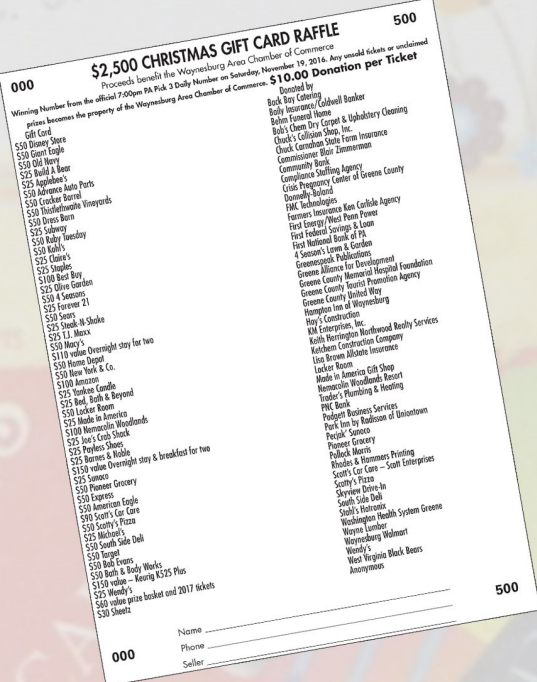 000
$2,500 CHRISTMAS GIFT CARD RAFFLE
500
Proceeds benefit the Waynesburg Area Chamber of Commerce
Winning Number from the official 7:00pm PA Pick 3 Daily Number on Saturday, November 19, 2016. Any unsold tickets or unclaimed
prizes becomes the property of the Waynesburg Area Chamber of Commerce. $10.00 Donation per Ticket
Gift Card
$50 Disney Store
$50 Giant Eagle
$50 Old Navy
$25 Build A Bear
$25 Applebee's
$50 Advance Auto Parts
$50 Cracker Barrel
$50 Thistlethwaite Vineyards
$50 Dress Barn
$25 Subway
$50 Ruby Tuesday
$50 Kohl's
$25 Claire's
$25 Staples
$100 Best Buy
$25 Olive Garden
$50 4 Seasons
$25 Forever 21
$50 Sears
$25 Steak-N-Shake
$25 T.J. Maxx
$50 Macy's
$110 value Overnight stay for two
$50 Home Depot
$50 New York & Co.
$100 Amazon
$25 Yankee Candle
$25 Bed, Bath & Beyond
$50 Locker Room
$25 Made in America
$100 Nemacolin Woodlands
$25 Joe's Crab Shack
$25 Payless Shoes
$25 Barnes & Noble
$150 value Overnight stay & breakfast for two
$25 Sunoco
$50 Pioneer Grocery
$50 Express
$50 American Eagle
$90 Scott's Car Care
$50 Scotty's Pizza
$25 Michael's
$50 South Side Deli
$50 Target
$50 Bob Evans
$50 Bath & Body Works
$150 value – Keurig K525 Plus
$25 Wendy's
$60 value prize basket and 2017 tickets
$30 Sheetz
Donated by
Back Bay Catering
Baily Insurance/Coldwell Banker
Behm Funeral Home
Bob's Chem Dry Carpet & Upholstery Cleaning
Chuck's Collision Shop, Inc.
Chuck Carnahan State Farm Insurance
Commissioner Blair Zimmerman
Community Bank
Compliance Staffing Agency
Crisis Pregnancy Center of Greene County
Donnelly-Boland
FMC Technologies
Farmers Insurance Ken Carlisle Agency
First Energy/West Penn Power
First Federal Savings & Loan
First National Bank of PA
4 Season's Lawn & Garden
Greenespeak Publications
Greene Alliance for Development
Greene County Memorial Hospital Foundation
Greene County Tourist Promotion Agency
Greene County United Way
Hampton Inn of Waynesburg
Hoy's Construction
KM Enterprises, Inc.
Keith Herrington Northwood Realty Services
Ketchem Construction Company
Lisa Brown Allstate Insurance
Locker Room
Made in America Gift Shop
Nemacolin Woodlands Resort
Trader's Plumbing & Heating
PNC Bank
Padgett Business Services
Park Inn by Radisson of Uniontown
Pecjak' Sunoco
Pioneer Grocery
Pollock Morris
Rhodes & Hammers Printing
Scott's Car Care – Scott Enterprises
Scotty's Pizza
Skyview Drive-In
South Side Deli
Stahl's Hotronix
Washington Health System Greene
Wayne Lumber
Waynesburg Walmart
Wendy's
West Virginia Black Bears
Anonymous
Name
Phone
Seller
000
500